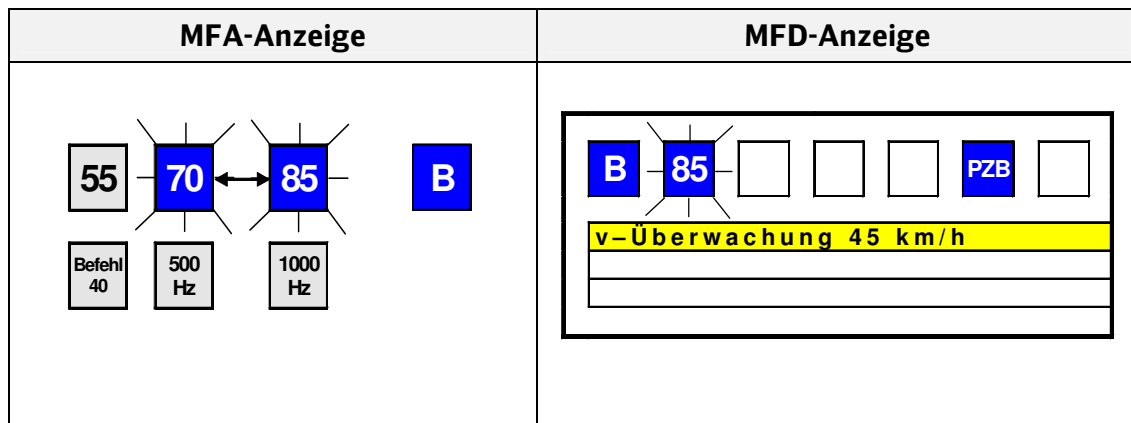 MFA-Anzeige
MFD-Anzeige
55
70
85
B
Befehl
40
500
Hz
1000
Hz
B
85
PZB
v–Überwachung 45 km/h